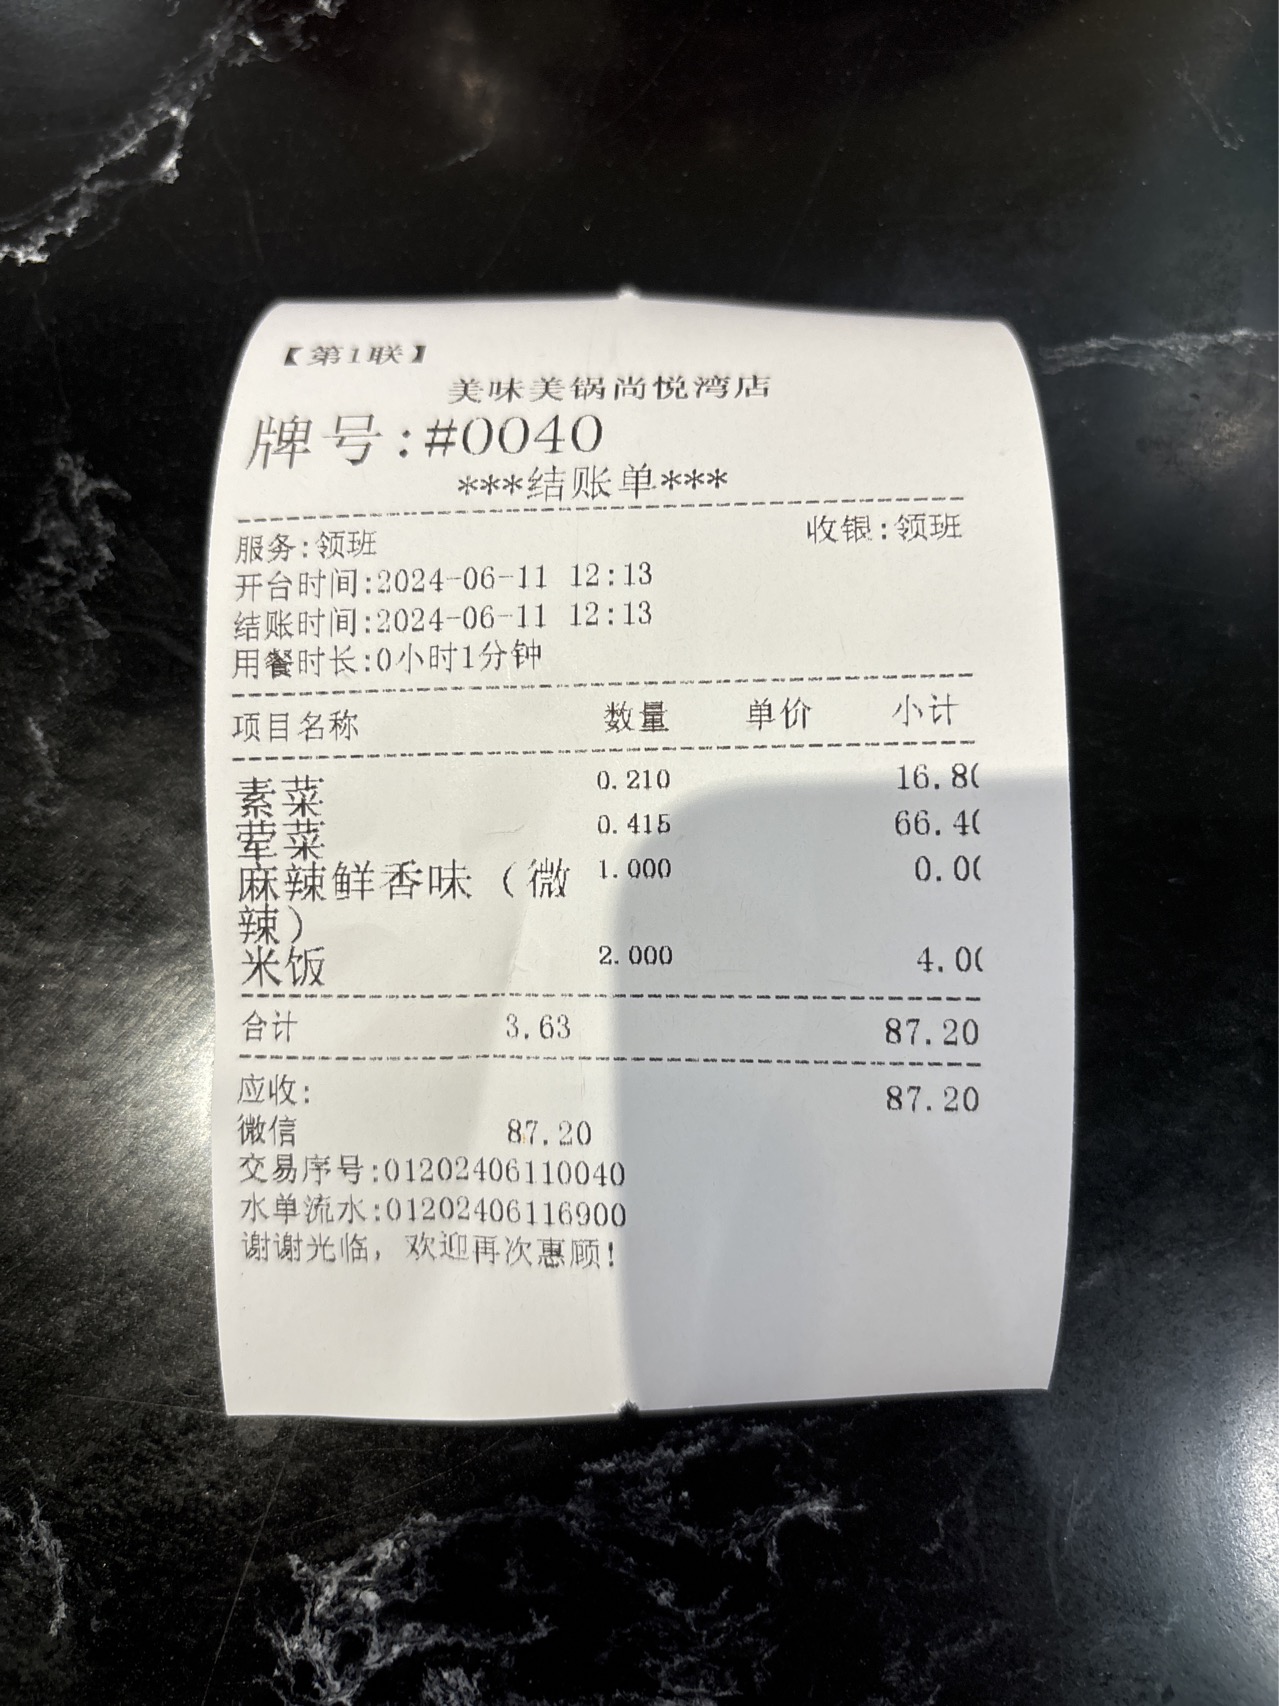 【第1联】
美味美锅尚悦湾店
牌号:#0040
***结账单***
服务:领班 收银:领班
开台时间:2024-06-11 12:13
结账时间:2024-06-11 12:13
用餐时长:0小时1分钟
项目名称 数量 单价 小计
素菜 0.210 16.80
荤菜 0.415 66.40
麻辣鲜香味（微 1.000 0.00
辣）
米饭 2.000 4.00
合计 3.63 87.20
应收: 87.20
微信 87.20
交易序号:01202406110040
水单流水:01202406116900
谢谢光临，欢迎再次惠顾！